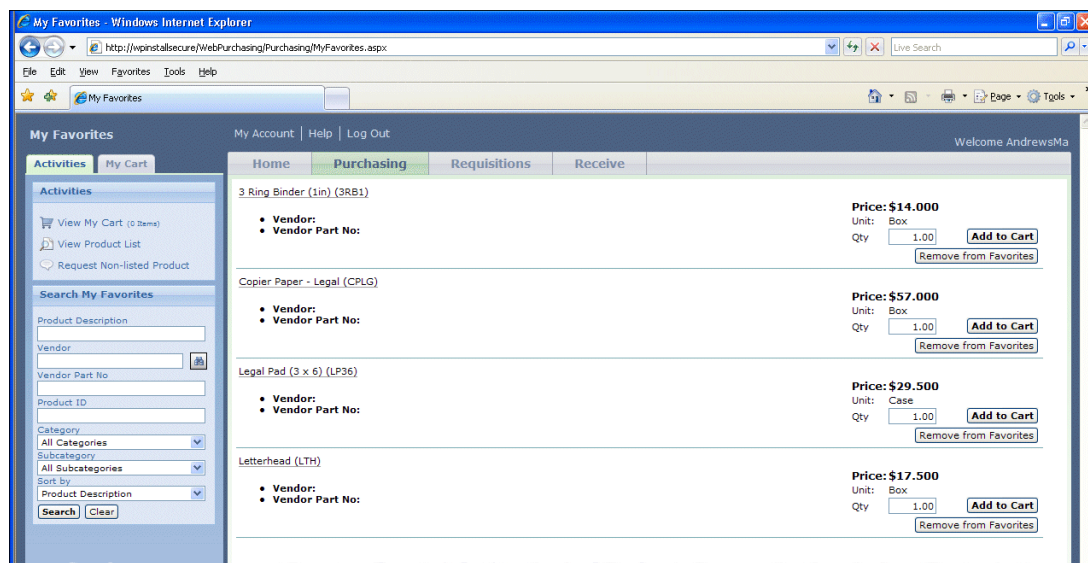 My Favorites - Windows Internet Explorer
http://wpinstallsecure/WebPurchasing/Purchasing/MyFavorites.aspx
Live Search
File Edit View Favorites Tools Help
My Favorites
Page Tools
My Favorites
My Account | Help | Log Out
Welcome AndrewsMa
Activities My Cart
Home Purchasing Requisitions Receive
Activities
View My Cart (0 Items)
View Product List
Request Non-listed Product
Search My Favorites
Product Description
Vendor
Vendor Part No
Product ID
Category
All Categories
Subcategory
All Subcategories
Sort by
Product Description
Search Clear
3 Ring Binder (1in) (3RB1)
• Vendor:
• Vendor Part No:
Price: $14.000
Unit: Box
Qty 1.00 Add to Cart
Remove from Favorites
Copier Paper - Legal (CPLG)
• Vendor:
• Vendor Part No:
Price: $57.000
Unit: Box
Qty 1.00 Add to Cart
Remove from Favorites
Legal Pad (3 x 6) (LP36)
• Vendor:
• Vendor Part No:
Price: $29.500
Unit: Case
Qty 1.00 Add to Cart
Remove from Favorites
Letterhead (LTH)
• Vendor:
• Vendor Part No:
Price: $17.500
Unit: Box
Qty 1.00 Add to Cart
Remove from Favorites